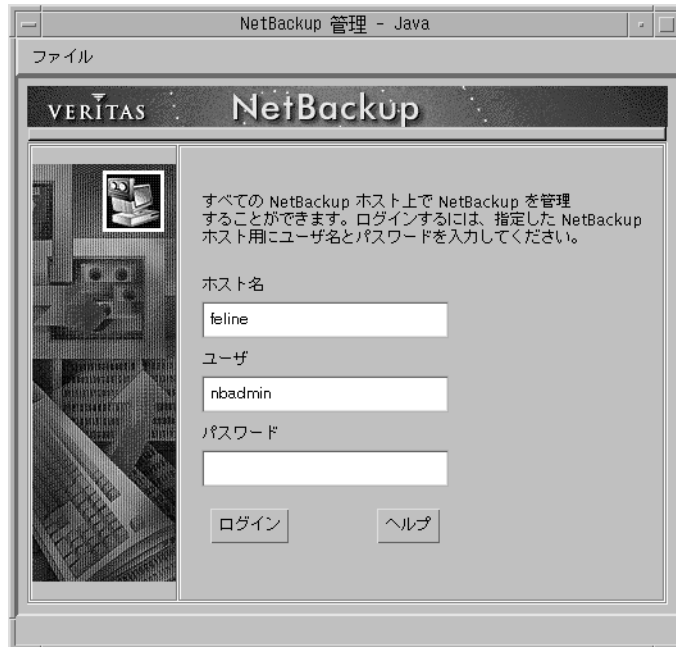 NetBackup 管理 - Java
ファイル
VERITAS NetBackup
すべての NetBackup ホスト上で NetBackup を管理
することができます。ログインするには、指定した NetBackup
ホスト用にユーザ名とパスワードを入力してください。
ホスト名
feline
ユーザ
nbadmin
パスワード
ログイン ヘルプ